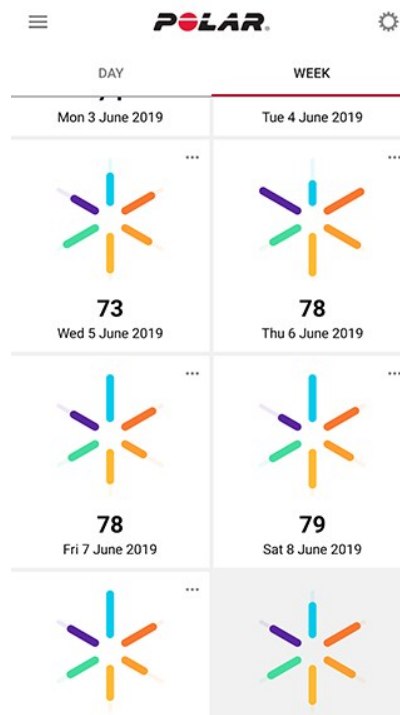 POLAR
DAY
WEEK
Mon 3 June 2019
Tue 4 June 2019
73
78
Wed 5 June 2019
Thu 6 June 2019
78
79
Fri 7 June 2019
Sat 8 June 2019